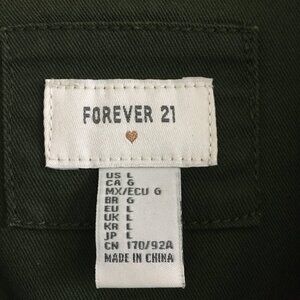 FOREVER 21
US L
CA G
MX/ECU G
BR G
EU L
UK L
KR L
JP L
CN 170/92A
MADE IN CHINA